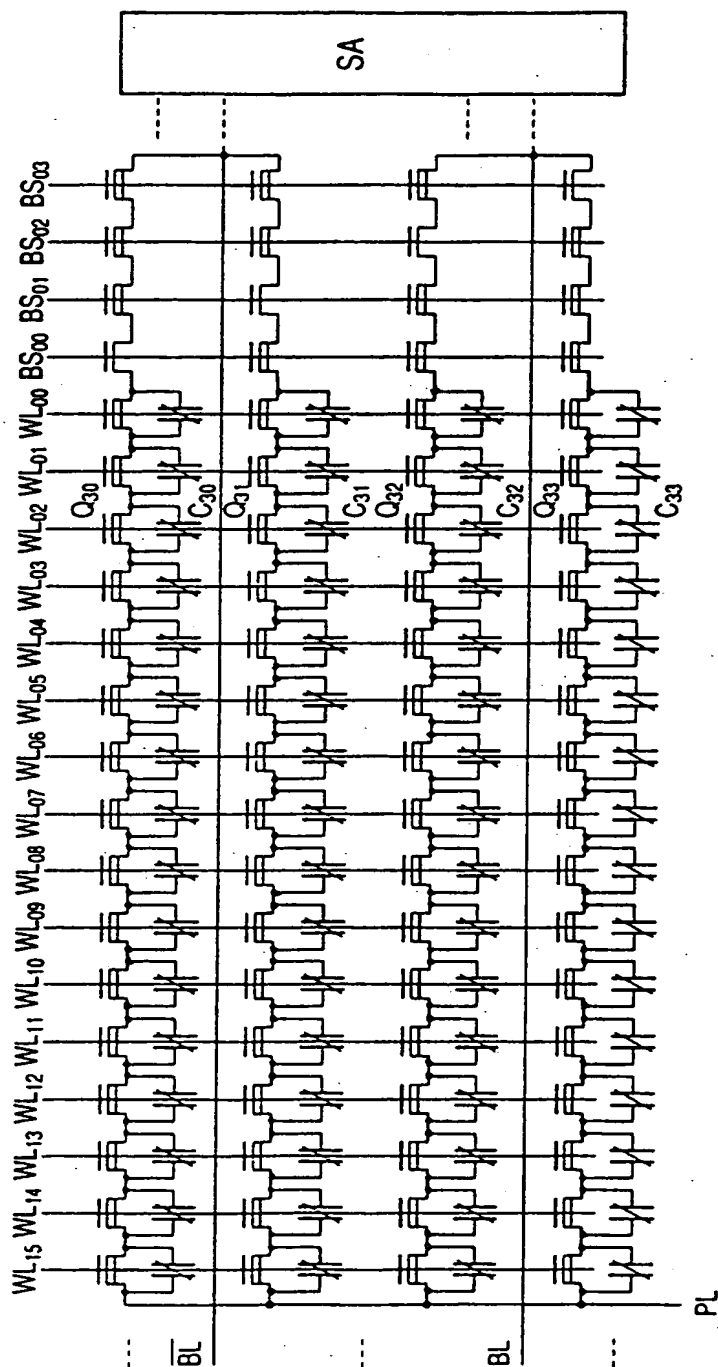 SA
WL₁₅ WL₁₄ WL₁₃ WL₁₂ WL₁₁ WL₁₀ WL₀₉ WL₀₈ WL₀₇ WL₀₆ WL₀₅ WL₀₄ WL₀₃ WL₀₂ WL₀₁ WL₀₀ BS₀₀ BS₀₁ BS₀₂ BS₀₃
Q₃₀
C₃₀
B̅L̅
Q₃₁
C₃₁
Q₃₂
C₃₂
BL
Q₃₃
C₃₃
PL